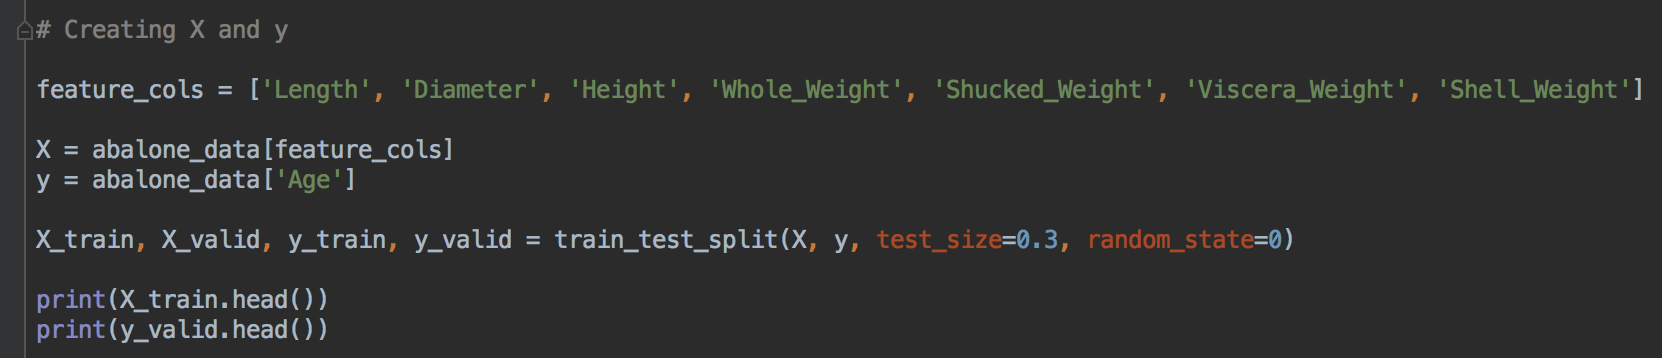 # Creating X and y
feature_cols = ['Length', 'Diameter', 'Height', 'Whole_Weight', 'Shucked_Weight', 'Viscera_Weight', 'Shell_Weight']
X = abalone_data[feature_cols]
y = abalone_data['Age']
X_train, X_valid, y_train, y_valid = train_test_split(X, y, test_size=0.3, random_state=0)
print(X_train.head())
print(y_valid.head())